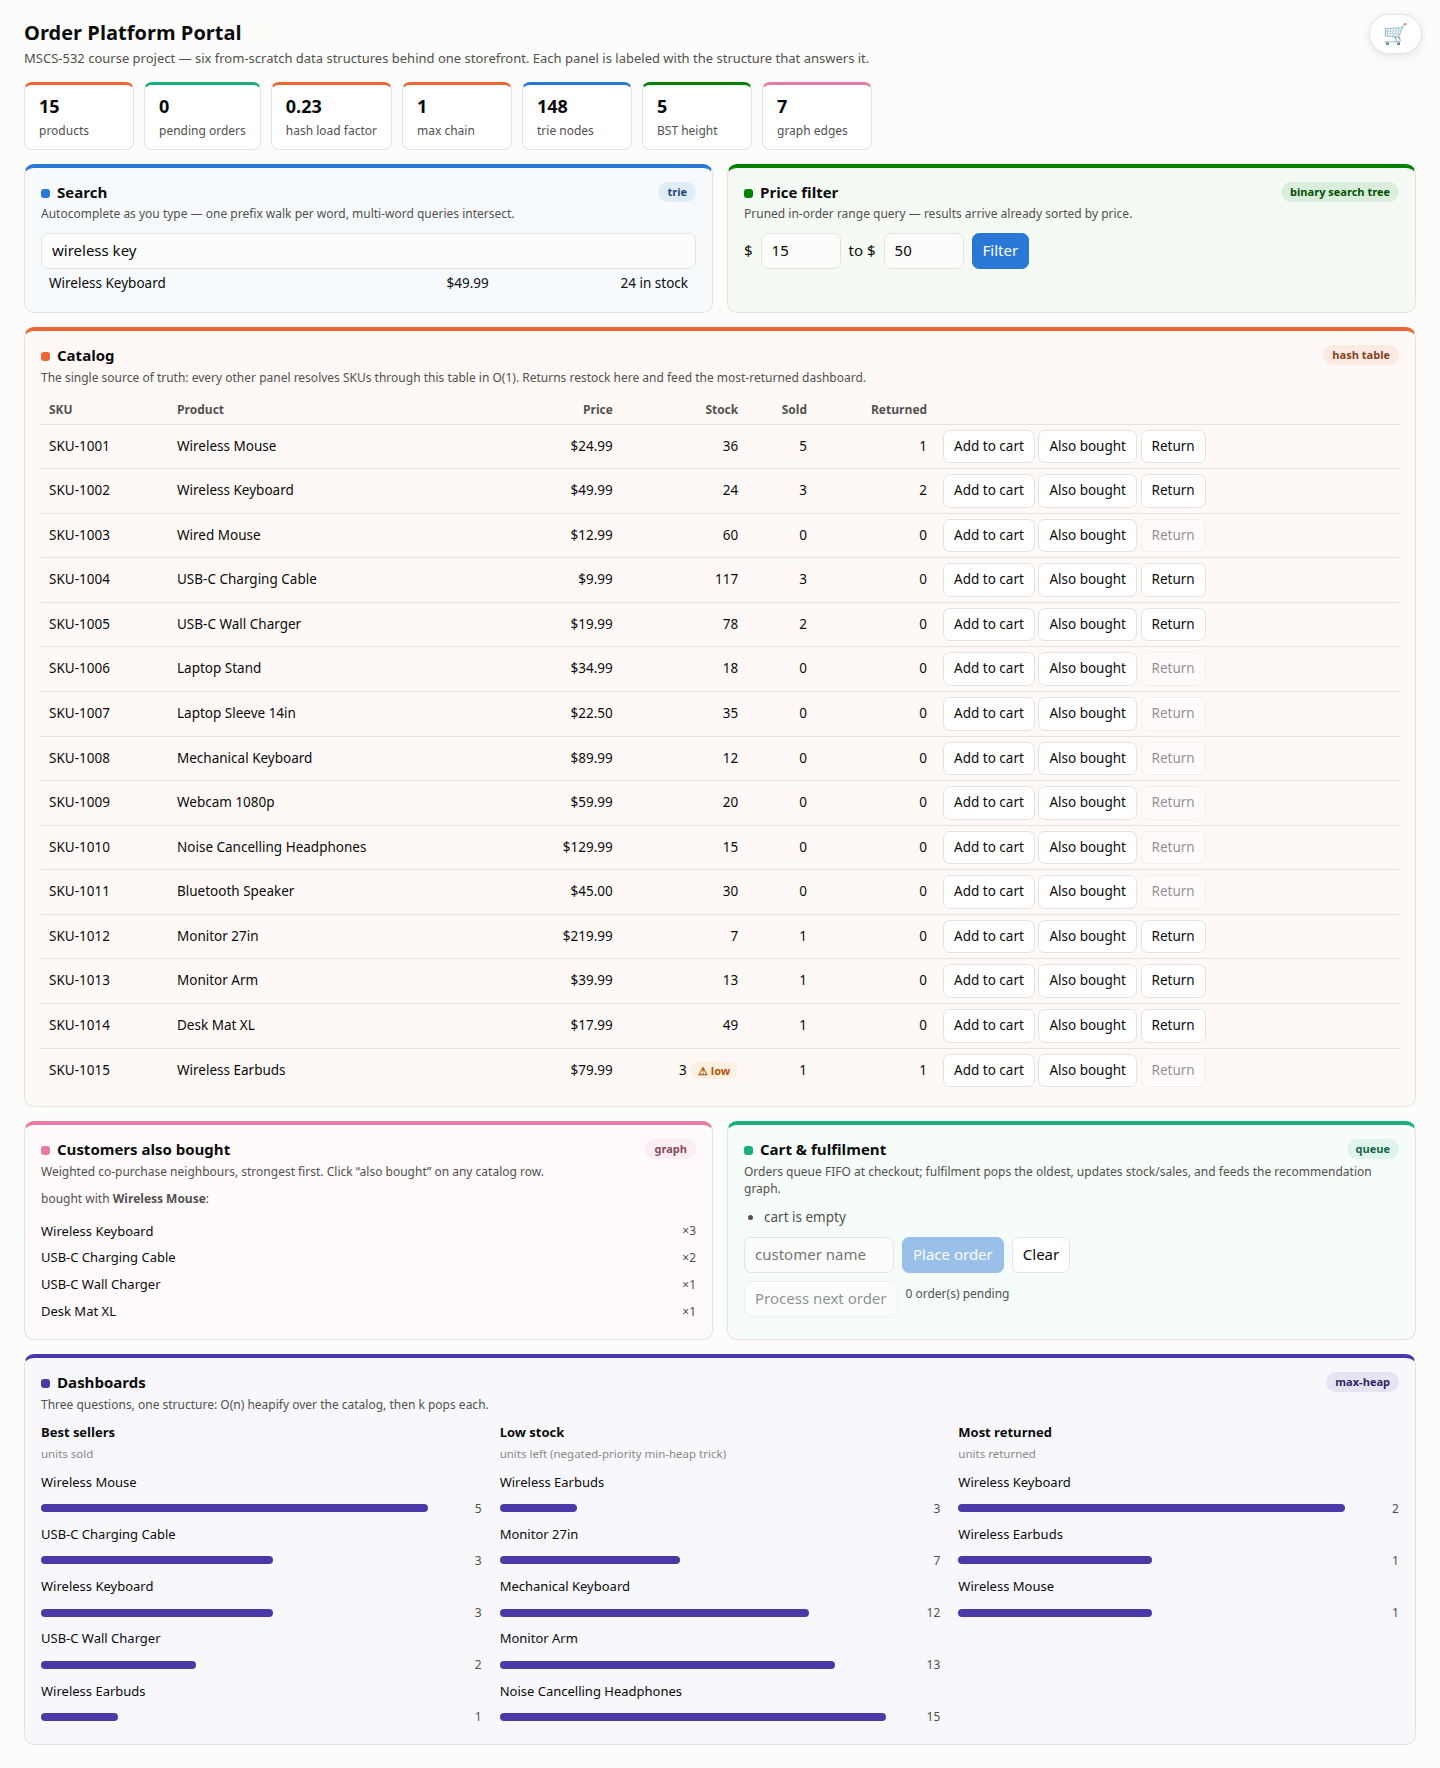 Order Platform Portal
MSCS-532 course project — six from-scratch data structures behind one storefront. Each panel is labeled with the structure that answers it.
15 0 0.23 1 148 5 7
products pending orders hash load factor max chain trie nodes BST height graph edges
Search trie
Autocomplete as you type — one prefix walk per word, multi-word queries intersect.
wireless key
Wireless Keyboard $49.99 24 in stock
Price filter binary search tree
Pruned in-order range query — results arrive already sorted by price.
$ 15 to $ 50 Filter
Catalog hash table
The single source of truth: every other panel resolves SKUs through this table in O(1). Returns restock here and feed the most-returned dashboard.
SKU Product Price Stock Sold Returned
SKU-1001 Wireless Mouse $24.99 36 5 1 Add to cart Also bought Return
SKU-1002 Wireless Keyboard $49.99 24 3 2 Add to cart Also bought Return
SKU-1003 Wired Mouse $12.99 60 0 0 Add to cart Also bought Return
SKU-1004 USB-C Charging Cable $9.99 117 3 0 Add to cart Also bought Return
SKU-1005 USB-C Wall Charger $19.99 78 2 0 Add to cart Also bought Return
SKU-1006 Laptop Stand $34.99 18 0 0 Add to cart Also bought Return
SKU-1007 Laptop Sleeve 14in $22.50 35 0 0 Add to cart Also bought Return
SKU-1008 Mechanical Keyboard $89.99 12 0 0 Add to cart Also bought Return
SKU-1009 Webcam 1080p $59.99 20 0 0 Add to cart Also bought Return
SKU-1010 Noise Cancelling Headphones $129.99 15 0 0 Add to cart Also bought Return
SKU-1011 Bluetooth Speaker $45.00 30 0 0 Add to cart Also bought Return
SKU-1012 Monitor 27in $219.99 7 1 0 Add to cart Also bought Return
SKU-1013 Monitor Arm $39.99 13 1 0 Add to cart Also bought Return
SKU-1014 Desk Mat XL $17.99 49 1 0 Add to cart Also bought Return
SKU-1015 Wireless Earbuds $79.99 3 ⚠ low 1 1 Add to cart Also bought Return
Customers also bought graph
Weighted co-purchase neighbours, strongest first. Click “also bought” on any catalog row.
bought with Wireless Mouse:
Wireless Keyboard ×3
USB-C Charging Cable ×2
USB-C Wall Charger ×1
Desk Mat XL ×1
Cart & fulfilment queue
Orders queue FIFO at checkout; fulfilment pops the oldest, updates stock/sales, and feeds the recommendation
graph.
• cart is empty
customer name Place order Clear
Process next order 0 order(s) pending
Dashboards max-heap
Three questions, one structure: O(n) heapify over the catalog, then k pops each.
Best sellers
units sold
Wireless Mouse
5
USB-C Charging Cable
3
Wireless Keyboard
3
USB-C Wall Charger
2
Wireless Earbuds
1
Low stock
units left (negated-priority min-heap trick)
Wireless Earbuds
3
Monitor 27in
7
Mechanical Keyboard
12
Monitor Arm
13
Noise Cancelling Headphones
15
Most returned
units returned
Wireless Keyboard
2
Wireless Earbuds
1
Wireless Mouse
1